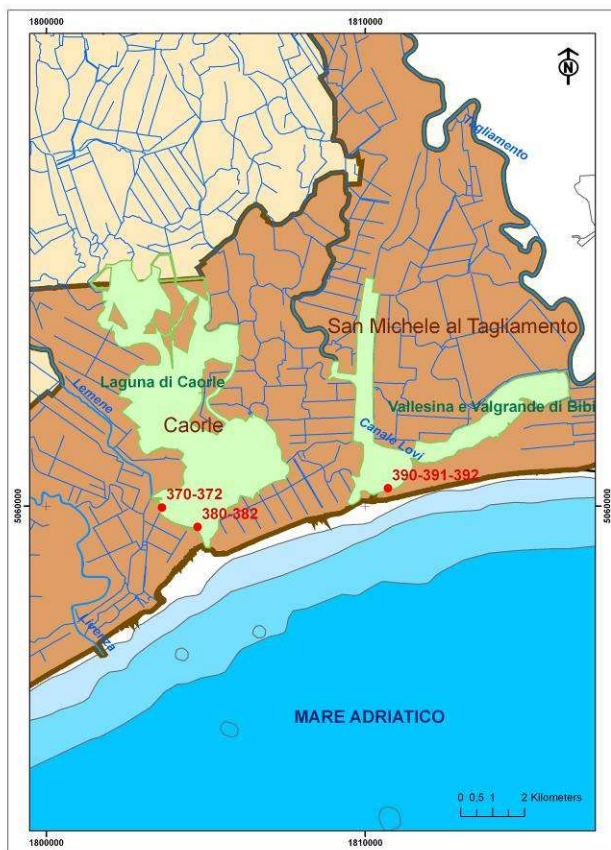 1800000
1810000
N
Tagliamento
San Michele al Tagliamento
Laguna di Caorle
Lemene
Vallesina e Valgrande di Bibi
Caorle
Canale Lovi
390-391-392
370-372
380-382
5060000
5060000
Livenza
MARE ADRIATICO
0 0,5 1 2 Kilometers
1800000
1810000